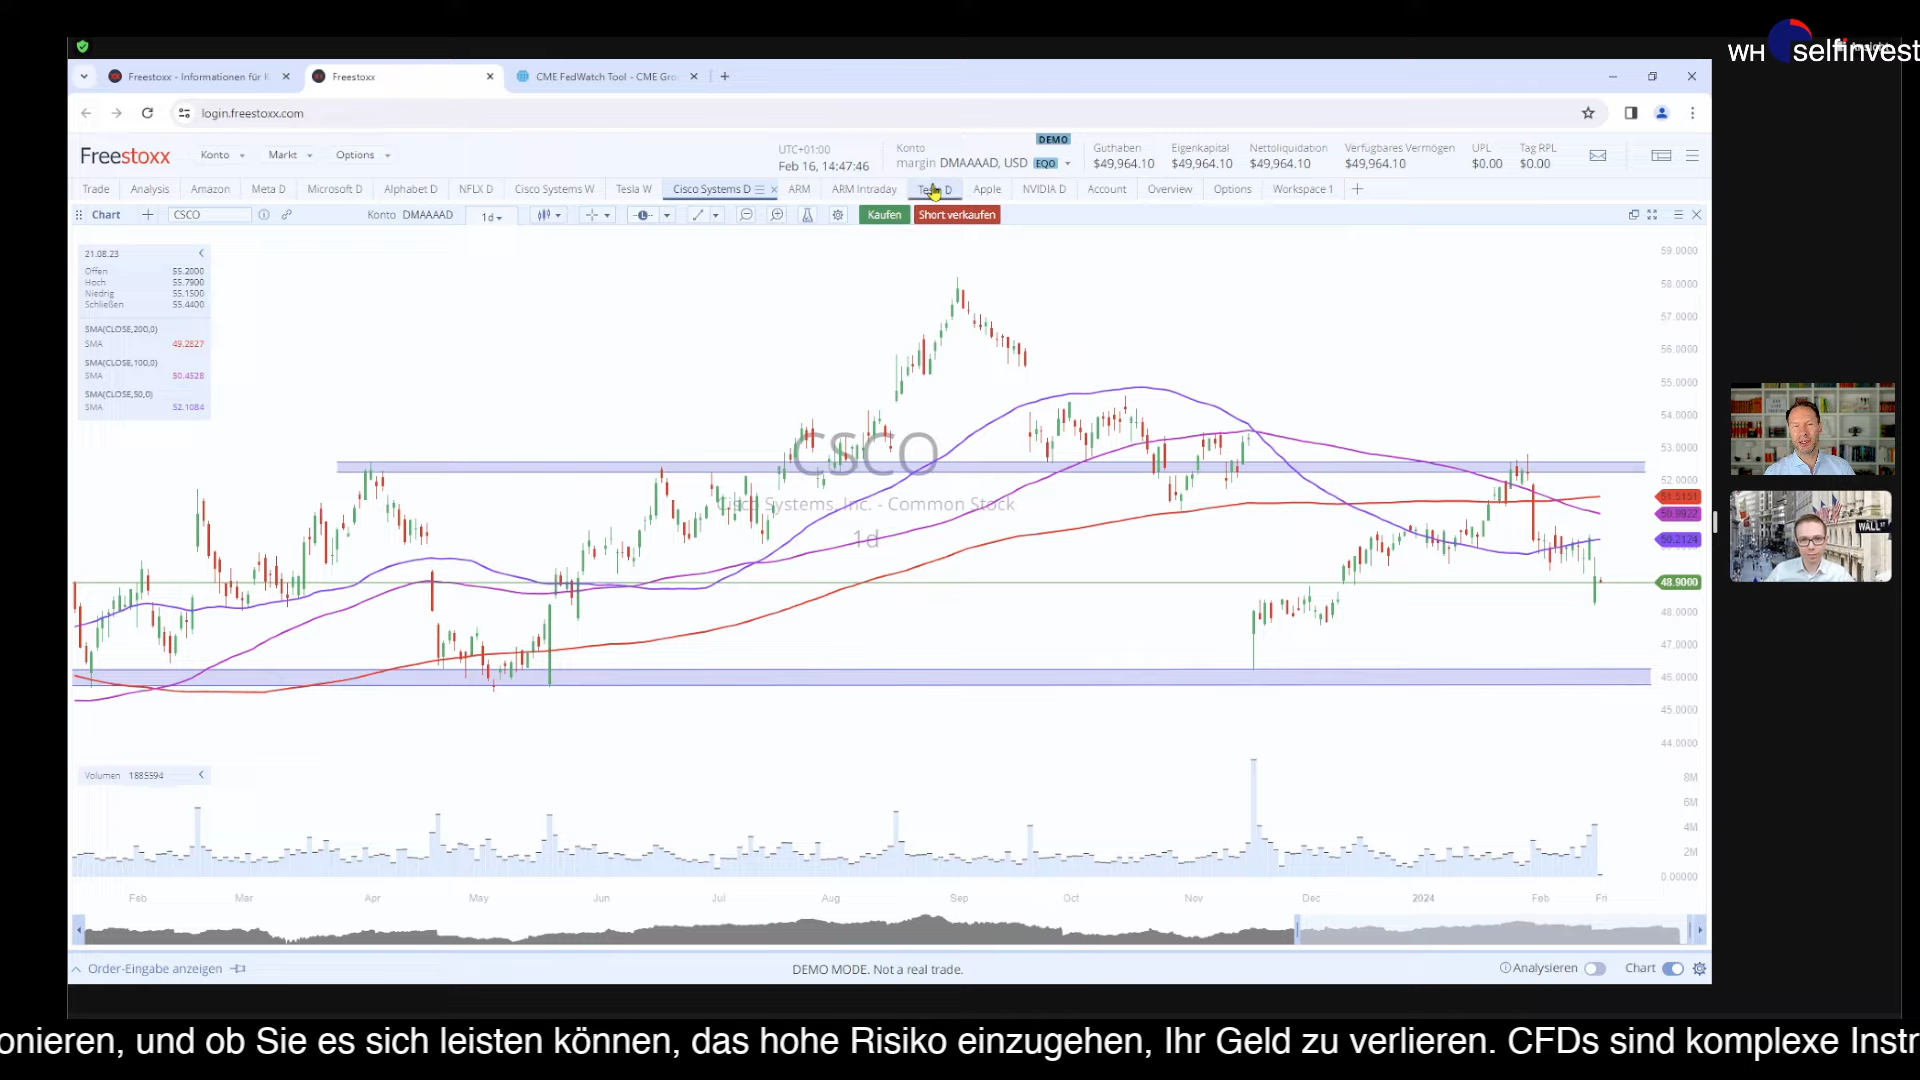 WH selfinvest
Freestoxx - Informationen für K
Freestoxx
CME FedWatch Tool - CME Gro
login.freestoxx.com
Freestoxx
Konto
Markt
Options
UTC+01:00
Feb 16, 14:47:46
Konto
margin DMAAAAD, USD
DEMO
EQO
Guthaben
$49,964.10
Eigenkapital
$49,964.10
Nettoliquidation
$49,964.10
Verfügbares Vermögen
$49,964.10
UPL
$0.00
Tag RPL
$0.00
Trade
Analysis
Amazon
Meta D
Microsoft D
Alphabet D
NFLX D
Cisco Systems W
Tesla W
Cisco Systems D
ARM
ARM Intraday
Apple
NVIDIA D
Account
Overview
Options
Workspace 1
Chart
CSCO
Konto DMAAAAD
1d
Kaufen
Short verkaufen
21.08.23
Offen 55.2000
Hoch 55.7900
Niedrig 55.1500
Schließen 55.4400
SMA(CLOSE,200,0)
SMA 49.2827
SMA(CLOSE,100,0)
SMA 50.4528
SMA(CLOSE,50,0)
SMA 52.1084
CSCO
Cisco Systems, Inc. - Common Stock
1d
59.0000
58.0000
57.0000
56.0000
55.0000
54.0000
53.0000
52.0000
51.5151
50.9922
50.2124
48.9000
48.0000
47.0000
46.0000
45.0000
44.0000
Volumen 1885594
8M
6M
4M
2M
0.00000
Feb
Mar
Apr
May
Jun
Jul
Aug
Sep
Oct
Nov
Dec
2024
Feb
Fri
Order-Eingabe anzeigen
DEMO MODE. Not a real trade.
Analysieren
Chart
WALL
onieren, und ob Sie es sich leisten können, das hohe Risiko einzugehen, Ihr Geld zu verlieren. CFDs sind komplexe Instr